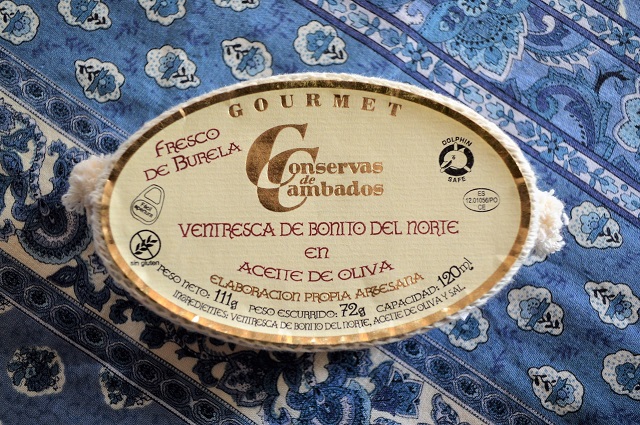 GOURMET
FRESCO
DE BURELA
Conservas
de
Cambados
DOLPHIN
SAFE
ES
12.01056/PO
CE
VENTRESCA DE BONITO DEL NORTE
EN
ACEITE DE OLIVA
sin gluten
ELABORACION PROPIA ARTESANA
PESO NETO: 111g PESO ESCURRIDO: 72g CAPACIDAD: 120ml
INGREDIENTES: VENTRESCA DE BONITO DEL NORTE, ACEITE DE OLIVA Y SAL.